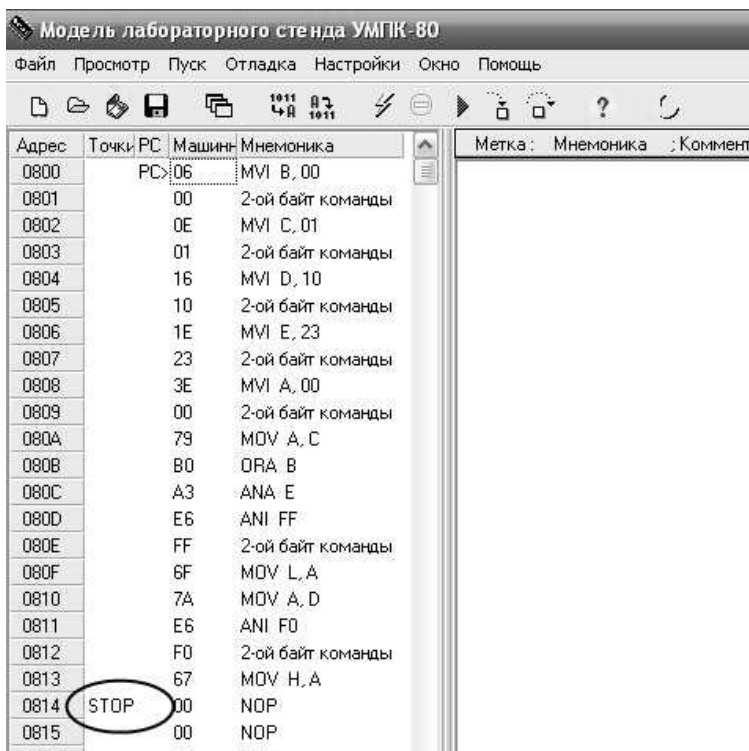 Модель лабораторного стенда УМПК-80
Файл Просмотр Пуск Отладка Настройки Окно Помощь
Адрес Точки PC Машинн Мнемоника Метка: Мнемоника ; Коммент
0800 PC> 06 MVI B, 00
0801 00 2-ой байт команды
0802 0E MVI C, 01
0803 01 2-ой байт команды
0804 16 MVI D, 10
0805 10 2-ой байт команды
0806 1E MVI E, 23
0807 23 2-ой байт команды
0808 3E MVI A, 00
0809 00 2-ой байт команды
080A 79 MOV A, C
080B B0 ORA B
080C A3 ANA E
080D E6 ANI FF
080E FF 2-ой байт команды
080F 6F MOV L, A
0810 7A MOV A, D
0811 E6 ANI F0
0812 F0 2-ой байт команды
0813 67 MOV H, A
0814 STOP 00 NOP
0815 00 NOP